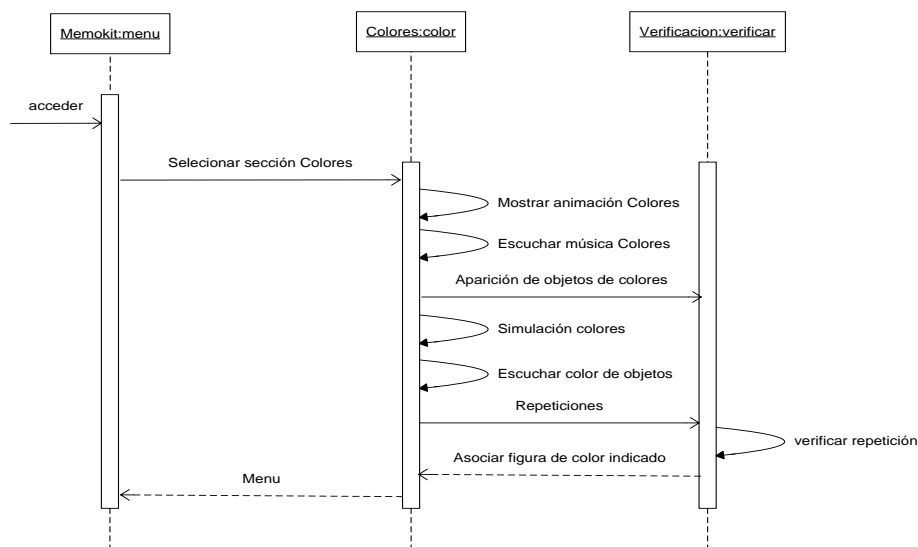 Memokit:menu
Colores:color
Verificacion:verificar
acceder
Selecionar sección Colores
Mostrar animación Colores
Escuchar música Colores
Aparición de objetos de colores
Simulación colores
Escuchar color de objetos
Repeticiones
verificar repetición
Asociar figura de color indicado
Menu